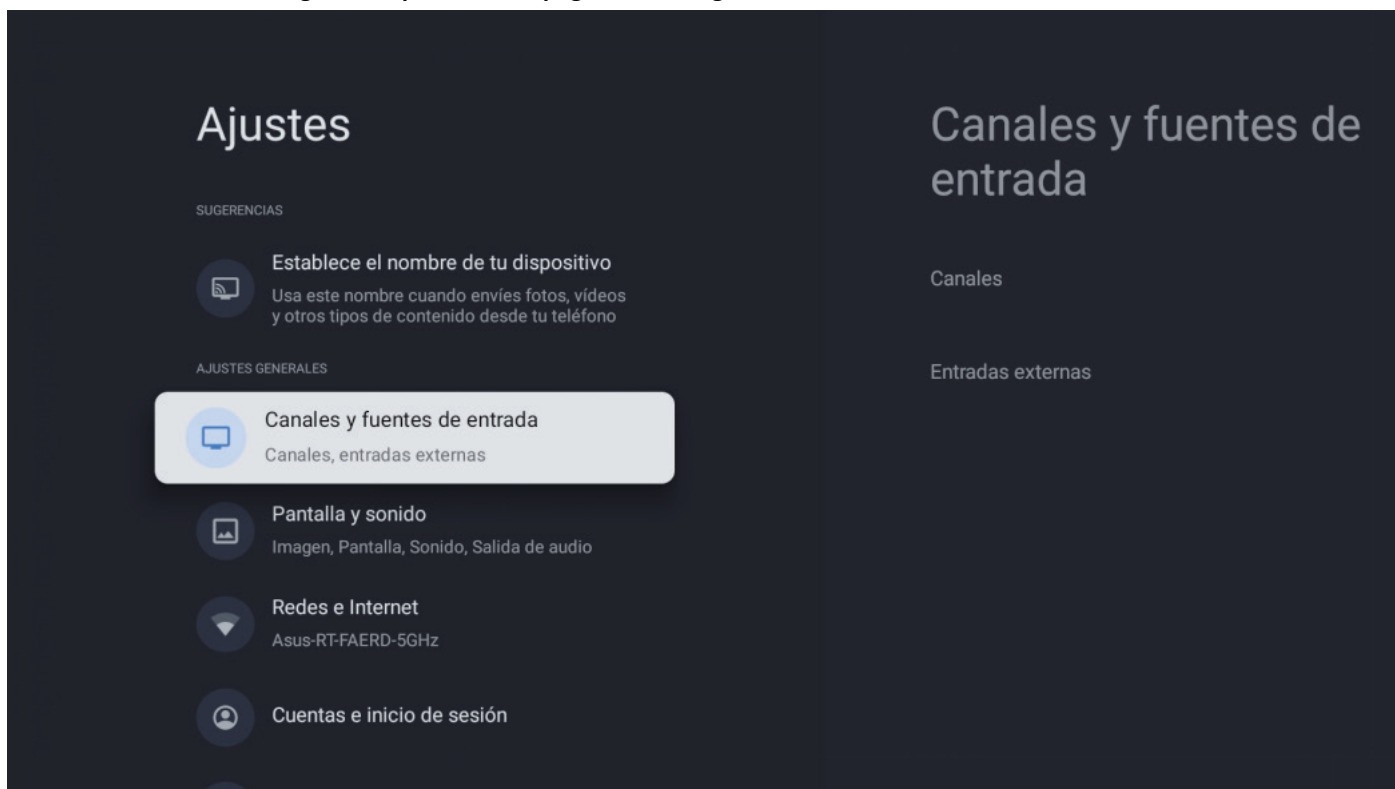 Ajustes
SUGERENCIAS
Establece el nombre de tu dispositivo
Usa este nombre cuando envíes fotos, vídeos
y otros tipos de contenido desde tu teléfono
AJUSTES GENERALES
Canales y fuentes de entrada
Canales, entradas externas
Pantalla y sonido
Imagen, Pantalla, Sonido, Salida de audio
Redes e Internet
Asus-RT-FAERD-5GHz
Cuentas e inicio de sesión
Canales y fuentes de
entrada
Canales
Entradas externas